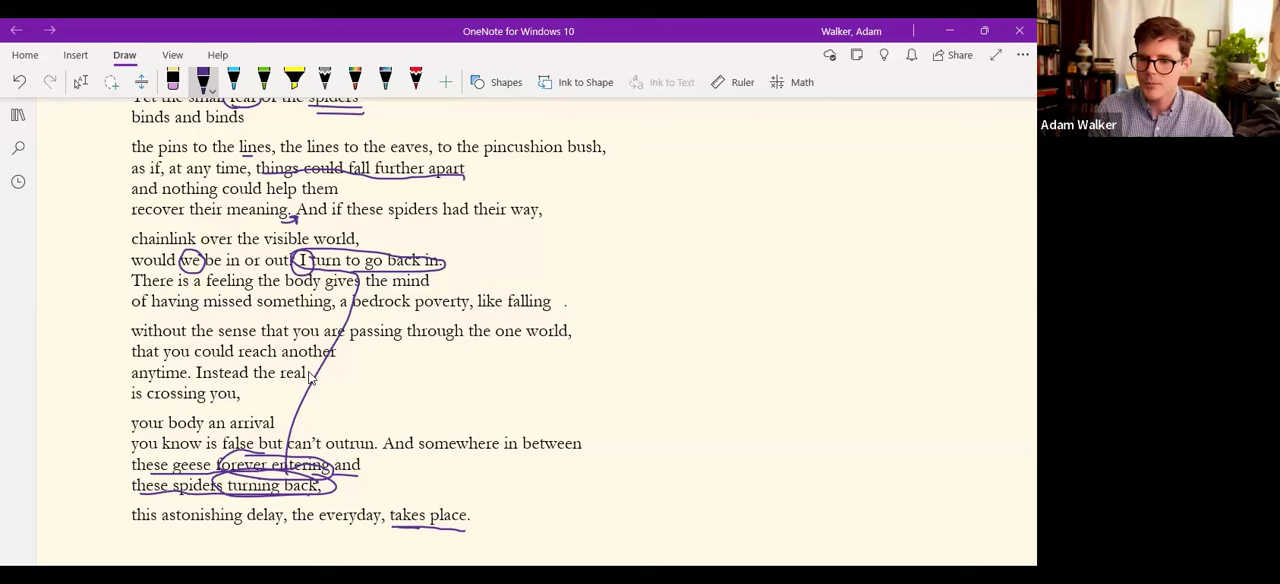 OneNote for Windows 10
Walker, Adam
Home
Insert
Draw
View
Help
Share
Shapes
Ink to Shape
Ink to Text
Ruler
Math
Adam Walker
Yet the small fear of the spiders
binds and binds
the pins to the lines, the lines to the eaves, to the pincushion bush,
as if, at any time, things could fall further apart
and nothing could help them
recover their meaning. And if these spiders had their way,
chainlink over the visible world,
would we be in or out? I turn to go back in.
There is a feeling the body gives the mind
of having missed something, a bedrock poverty, like falling
without the sense that you are passing through the one world,
that you could reach another
anytime. Instead the real
is crossing you,
your body an arrival
you know is false but can't outrun. And somewhere in between
these geese forever entering and
these spiders turning back,
this astonishing delay, the everyday, takes place.